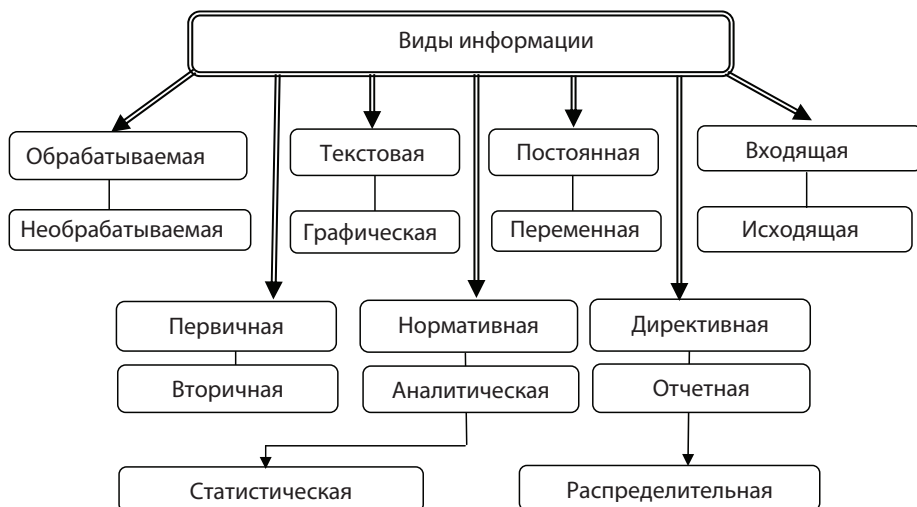 Виды информации
Обрабатываемая
Текстовая
Постоянная
Входящая
Необрабатываемая
Графическая
Переменная
Исходящая
Первичная
Нормативная
Директивная
Вторичная
Аналитическая
Отчетная
Статистическая
Распределительная